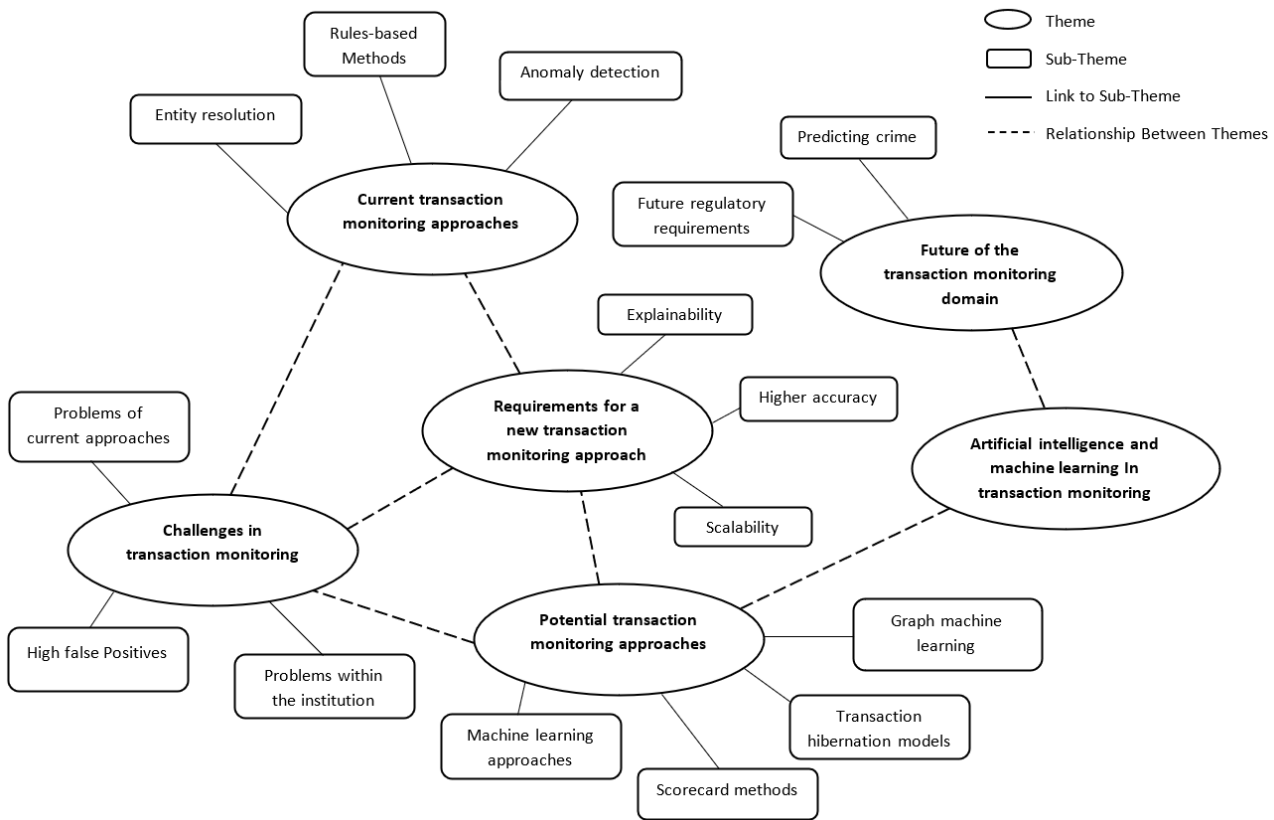 Theme
Sub-Theme
Link to Sub-Theme
Relationship Between Themes
Rules-based
Methods
Anomaly detection
Entity resolution
Current transaction
monitoring approaches
Predicting crime
Future regulatory
requirements
Future of the
transaction monitoring
domain
Explainability
Higher accuracy
Requirements for a
new transaction
monitoring approach
Scalability
Artificial intelligence and
machine learning In
transaction monitoring
Problems of
current approaches
Challenges in
transaction monitoring
High false Positives
Problems within
the institution
Potential transaction
monitoring approaches
Graph machine
learning
Transaction
hibernation models
Machine learning
approaches
Scorecard methods